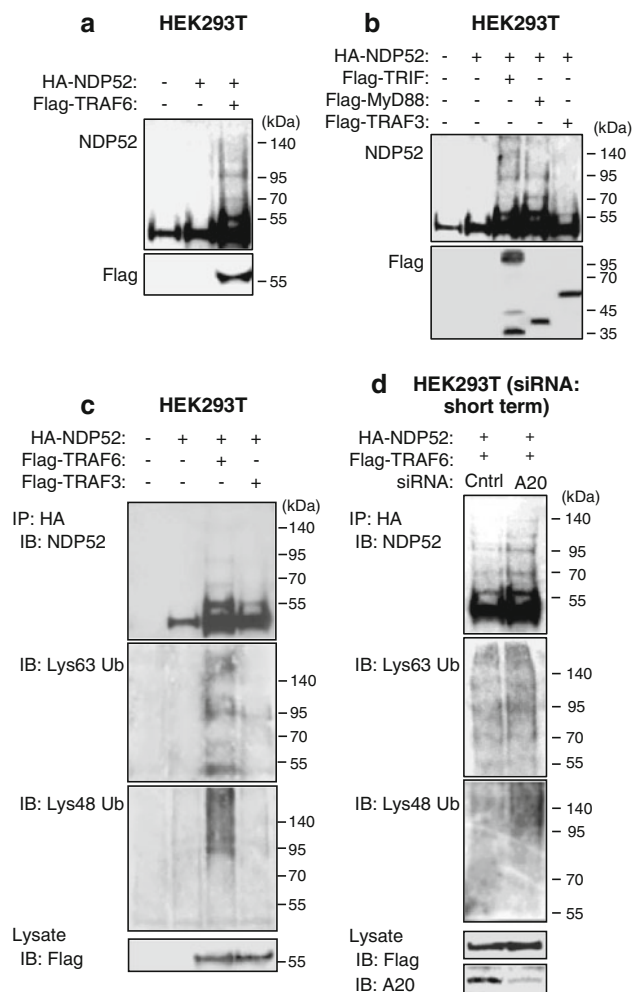 a HEK293T
HA-NDP52: - + +
Flag-TRAF6: - - +
(kDa)
NDP52
140
95
70
55
Flag
55
b HEK293T
HA-NDP52: - + + + +
Flag-TRIF: - - + - -
Flag-MyD88: - - - + -
Flag-TRAF3: - - - - +
(kDa)
NDP52
140
95
70
55
Flag
95
70
45
35
c HEK293T
HA-NDP52: - + + +
Flag-TRAF6: - - + -
Flag-TRAF3: - - - +
(kDa)
IP: HA
IB: NDP52
140
95
70
55
IB: Lys63 Ub
140
95
70
55
IB: Lys48 Ub
140
95
70
55
Lysate
IB: Flag
55
d HEK293T (siRNA:
short term)
HA-NDP52: + +
Flag-TRAF6: + +
siRNA: Cntrl A20
(kDa)
IP: HA
IB: NDP52
140
95
70
55
IB: Lys63 Ub
140
95
70
55
IB: Lys48 Ub
140
95
70
55
Lysate
IB: Flag
IB: A20